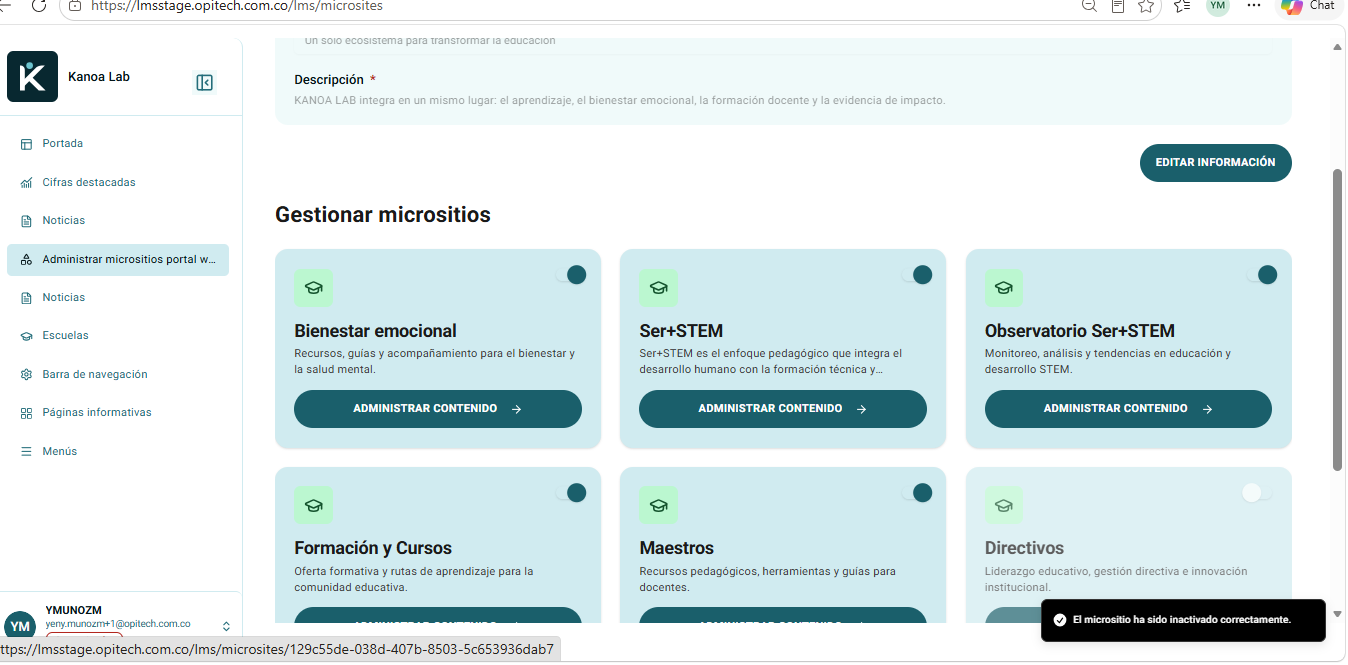 https://lmsstage.opitech.com.co/lms/microsites
YM
Chat
Kanoa Lab
Portada
Cifras destacadas
Noticias
Administrar micrositios portal w...
Noticias
Escuelas
Barra de navegación
Páginas informativas
Menús
YM
YMUNOZM
yeny.munozm+1@opitech.com.co
Un solo ecosistema para transformar la educación
Descripción *
KANOA LAB integra en un mismo lugar: el aprendizaje, el bienestar emocional, la formación docente y la evidencia de impacto.
EDITAR INFORMACIÓN
Gestionar micrositios
Bienestar emocional
Recursos, guías y acompañamiento para el bienestar y
la salud mental.
ADMINISTRAR CONTENIDO
Ser+STEM
Ser+STEM es el enfoque pedagógico que integra el
desarrollo humano con la formación técnica y...
ADMINISTRAR CONTENIDO
Observatorio Ser+STEM
Monitoreo, análisis y tendencias en educación y
desarrollo STEM.
ADMINISTRAR CONTENIDO
Formación y Cursos
Oferta formativa y rutas de aprendizaje para la
comunidad educativa.
ADMINISTRAR CONTENIDO
Maestros
Recursos pedagógicos, herramientas y guías para
docentes.
ADMINISTRAR CONTENIDO
Directivos
Liderazgo educativo, gestión directiva e innovación
institucional.
El micrositio ha sido inactivado correctamente.
ttps://lmsstage.opitech.com.co/lms/microsites/129c55de-038d-407b-8503-5c653936dab7